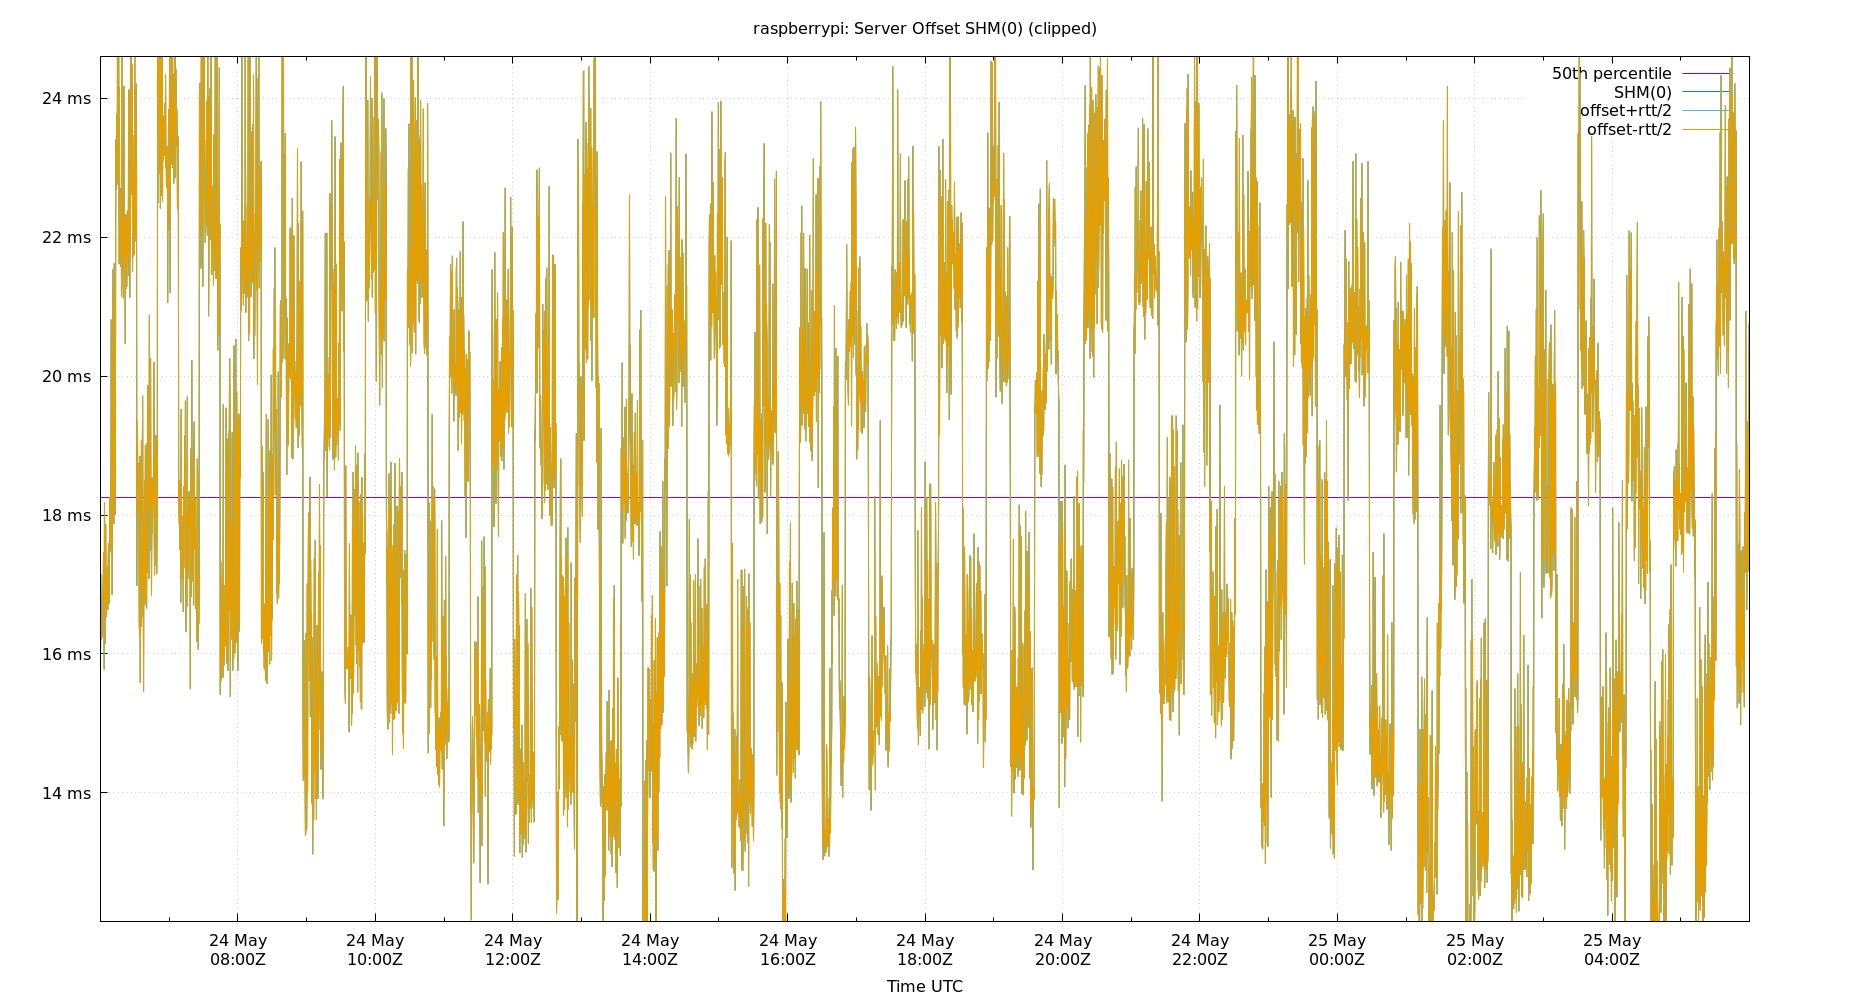 raspberrypi: Server Offset SHM(0) (clipped)
50th percentile
SHM(0)
offset+rtt/2
offset-rtt/2
24 ms
22 ms
20 ms
18 ms
16 ms
14 ms
24 May 24 May 24 May 24 May 24 May 24 May 24 May 24 May 25 May 25 May 25 May
08:00Z 10:00Z 12:00Z 14:00Z 16:00Z 18:00Z 20:00Z 22:00Z 00:00Z 02:00Z 04:00Z
Time UTC